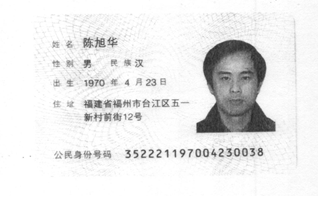 姓名 陈旭华
性别 男 民族 汉
出生 1970 年 4 月 23 日
住址 福建省福州市台江区五一
新村前街12号
公民身份号码 352221197004230038